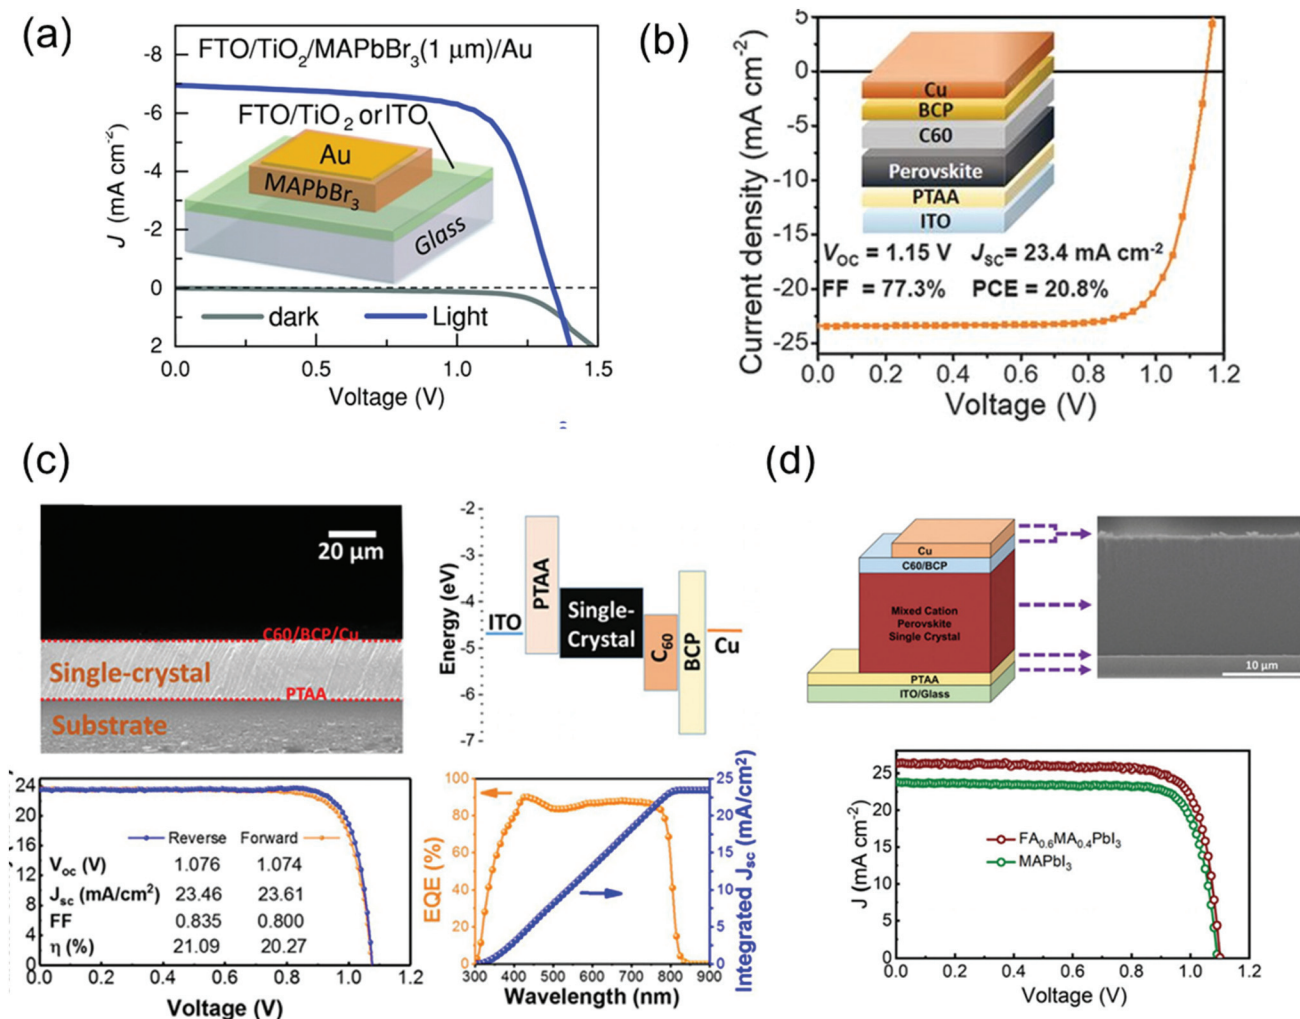 (a)
FTO/TiO2/MAPbBr3(1 μm)/Au
FTO/TiO2 or ITO
Au
MAPbBr3
Glass
dark
Light
J (mA cm-2)
-8
-6
-4
-2
0
2
0.0 0.5 1.0 1.5
Voltage (V)
(b)
Current density (mA cm-2)
5
0
-5
-10
-15
-20
-25
Cu
BCP
C60
Perovskite
PTAA
ITO
VOC = 1.15 V JSC= 23.4 mA cm-2
FF = 77.3% PCE = 20.8%
0.0 0.2 0.4 0.6 0.8 1.0 1.2
Voltage (V)
(c)
20 μm
C60/BCP/Cu
Single-crystal
PTAA
Substrate
Energy (eV)
-2
-3
-4
-5
-6
-7
ITO
PTAA
Single-
Crystal
C60
BCP
Cu
24
20
16
12
8
4
0
Reverse Forward
Voc (V) 1.076 1.074
Jsc (mA/cm2) 23.46 23.61
FF 0.835 0.800
η (%) 21.09 20.27
0.0 0.2 0.4 0.6 0.8 1.0 1.2
Voltage (V)
EQE (%)
100
80
60
40
20
0
300 400 500 600 700 800 900
Wavelength (nm)
Integrated Jsc (mA/cm2)
25
20
15
10
5
0
(d)
Cu
C60/BCP
Mixed Cation
Perovskite
Single Crystal
PTAA
ITO/Glass
10 μm
J (mA cm-2)
25
15
25
0
FA0.6MA0.4PbI3
MAPbI3
0.0 0.2 0.4 0.6 0.8 1.0 1.2
Voltage (V)